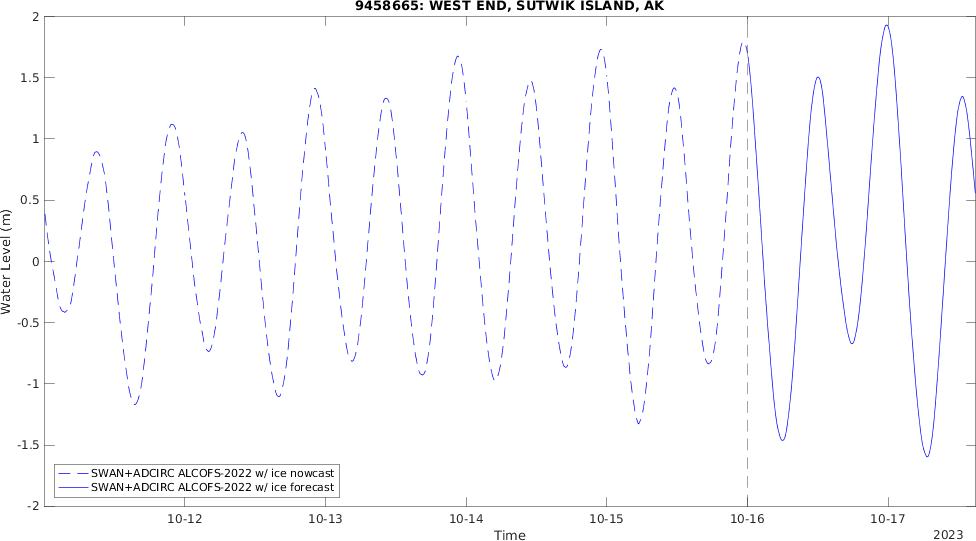 9458665: WEST END, SUTWIK ISLAND, AK
2
1.5
1
0.5
0
-0.5
-1
-1.5
-2
Water Level (m)
SWAN+ADCIRC ALCOFS-2022 w/ ice nowcast
SWAN+ADCIRC ALCOFS-2022 w/ ice forecast
10-12 10-13 10-14 10-15 10-16 10-17
Time
2023